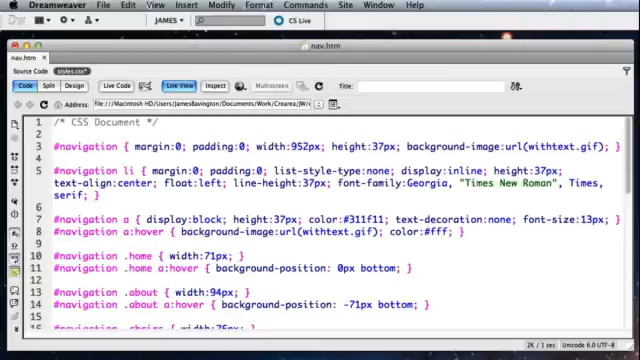 Dreamweaver File Edit View Insert Modify Format Commands Site Window Help
Dw JAMES CS Live
nav.htm
nav.htm ×
Source Code styles.css*
Code Split Design Live Code Live View Inspect Multiscreen Title:
Address: file:///Macintosh HD/Users/JamesBavington/Documents/Work/Crearea/JW/
1 /* CSS Document */
2
3 #navigation { margin:0; padding:0; width:952px; height:37px; background-image:url(withtext.gif); }
4
5 #navigation li { margin:0; padding:0; list-style-type:none; display:inline; height:37px;
text-align:center; float:left; line-height:37px; font-family:Georgia, "Times New Roman", Times,
serif; }
6
7 #navigation a { display:block; height:37px; color:#311f11; text-decoration:none; font-size:13px; }
8 #navigation a:hover { background-image:url(withtext.gif); color:#fff; }
9
10 #navigation .home { width:71px; }
11 #navigation .home a:hover { background-position: 0px bottom; }
12
13 #navigation .about { width:94px; }
14 #navigation .about a:hover { background-position: -71px bottom; }
15
16 #navigation .chairs { width:76px; }
2K / 1 sec Unicode 6.0 UTF-8